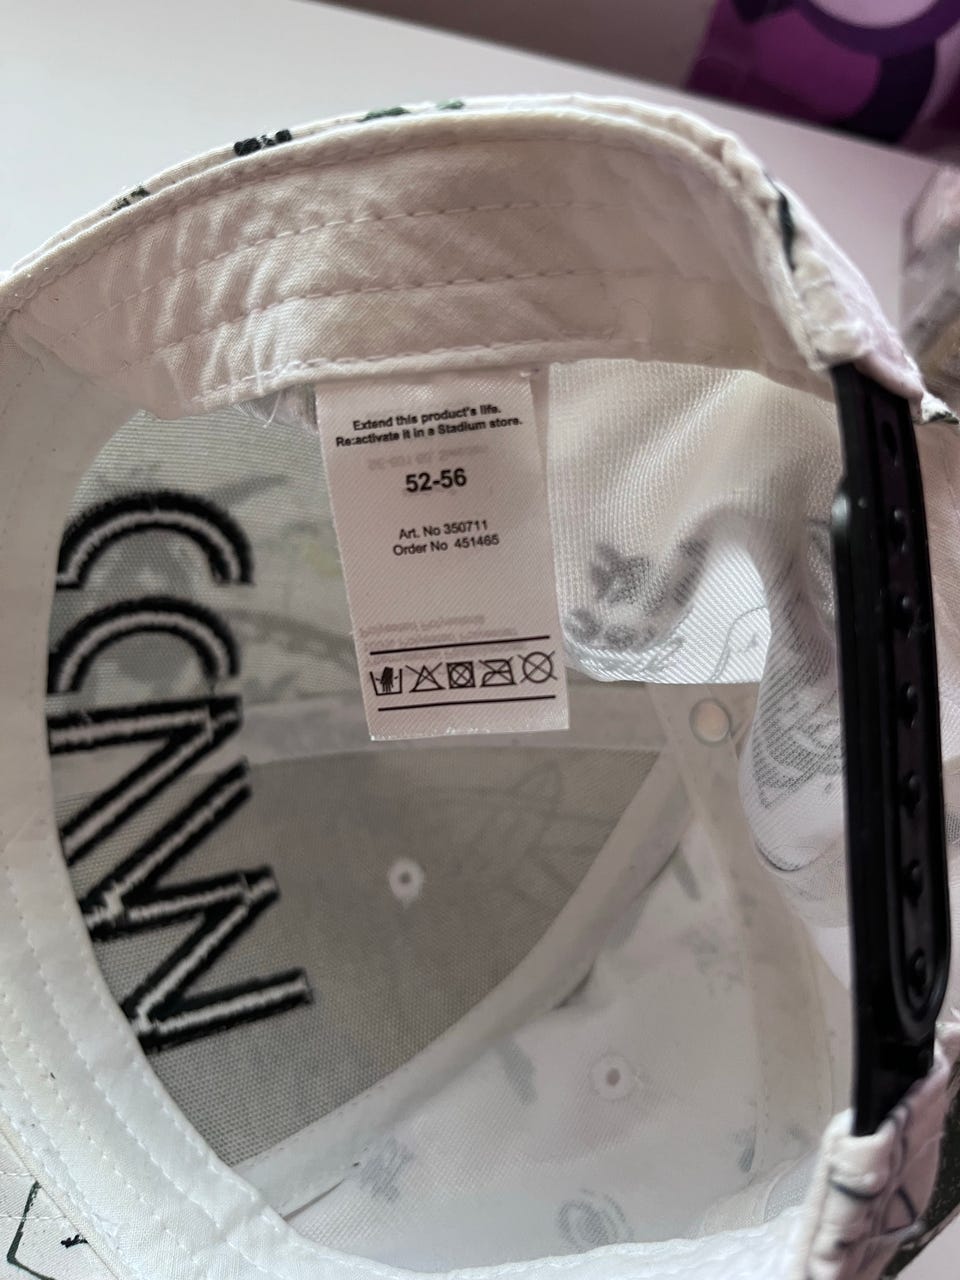 Extend this product's life.
Re:activate it in a Stadium store.
52-56
Art. No 350711
Order No 451465